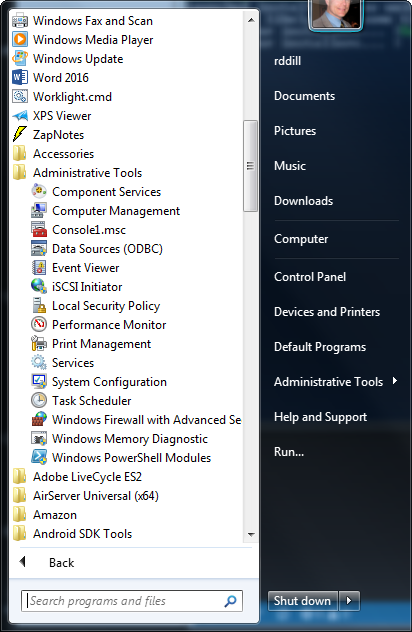 Windows Fax and Scan
Windows Media Player
Windows Update
Word 2016
Worklight.cmd
XPS Viewer
ZapNotes
Accessories
Administrative Tools
Component Services
Computer Management
Console1.msc
Data Sources (ODBC)
Event Viewer
iSCSI Initiator
Local Security Policy
Performance Monitor
Print Management
Services
System Configuration
Task Scheduler
Windows Firewall with Advanced Se
Windows Memory Diagnostic
Windows PowerShell Modules
Adobe LiveCycle ES2
AirServer Universal (x64)
Amazon
Android SDK Tools
Back
Search programs and files
rddill
Documents
Pictures
Music
Downloads
Computer
Control Panel
Devices and Printers
Default Programs
Administrative Tools
Help and Support
Run...
Shut down